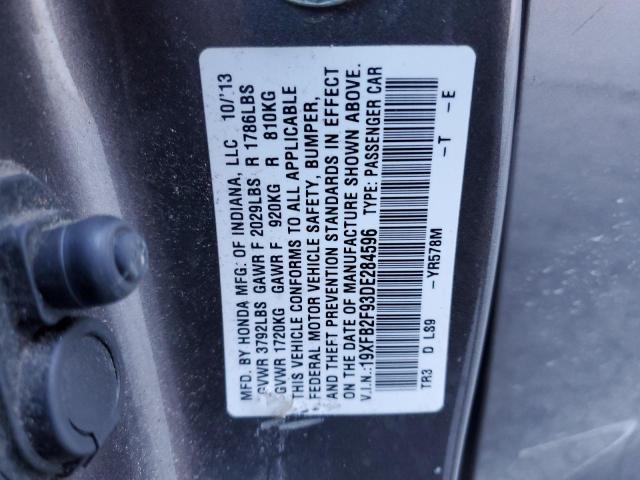 MFD. BY HONDA MFG. OF INDIANA, LLC 10/'13
GVWR 3792LBS GAWR F 2029LBS R 1786LBS
GVWR 1720KG GAWR F 920KG R 810KG
THIS VEHICLE CONFORMS TO ALL APPLICABLE
FEDERAL MOTOR VEHICLE SAFETY, BUMPER,
AND THEFT PREVENTION STANDARDS IN EFFECT
ON THE DATE OF MANUFACTURE SHOWN ABOVE.
V.I.N.:19XFB2F93DE284596 TYPE: PASSENGER CAR
-YR578M -T -E
TR3 D LS9